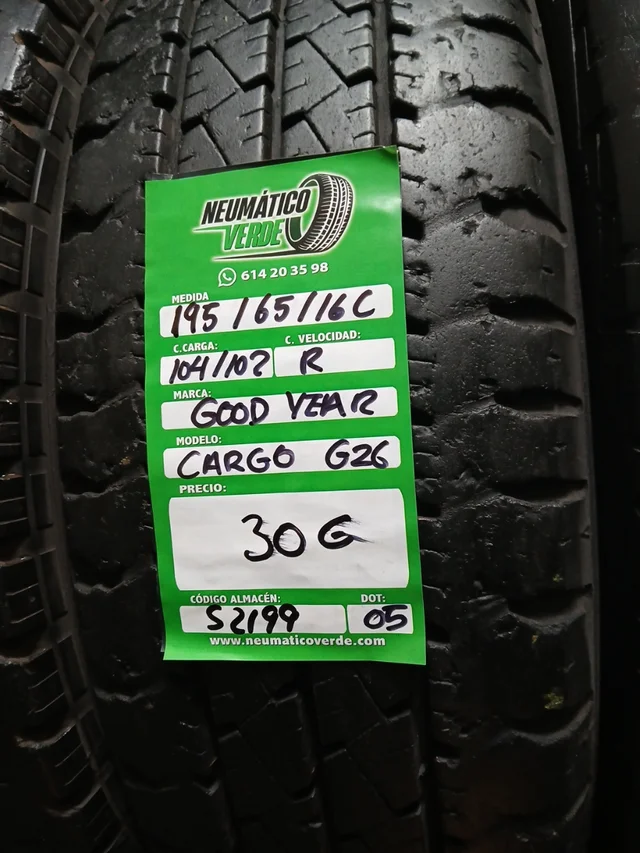 NEUMÁTICO
VERDE
614 20 35 98
MEDIDA
195/65/16C
C.CARGA: C. VELOCIDAD:
104/102 R
MARCA:
GOOD YEAR
MODELO:
CARGO G26
PRECIO:
30€
CÓDIGO ALMACÉN: DOT:
S2199 05
www.neumaticoverde.com